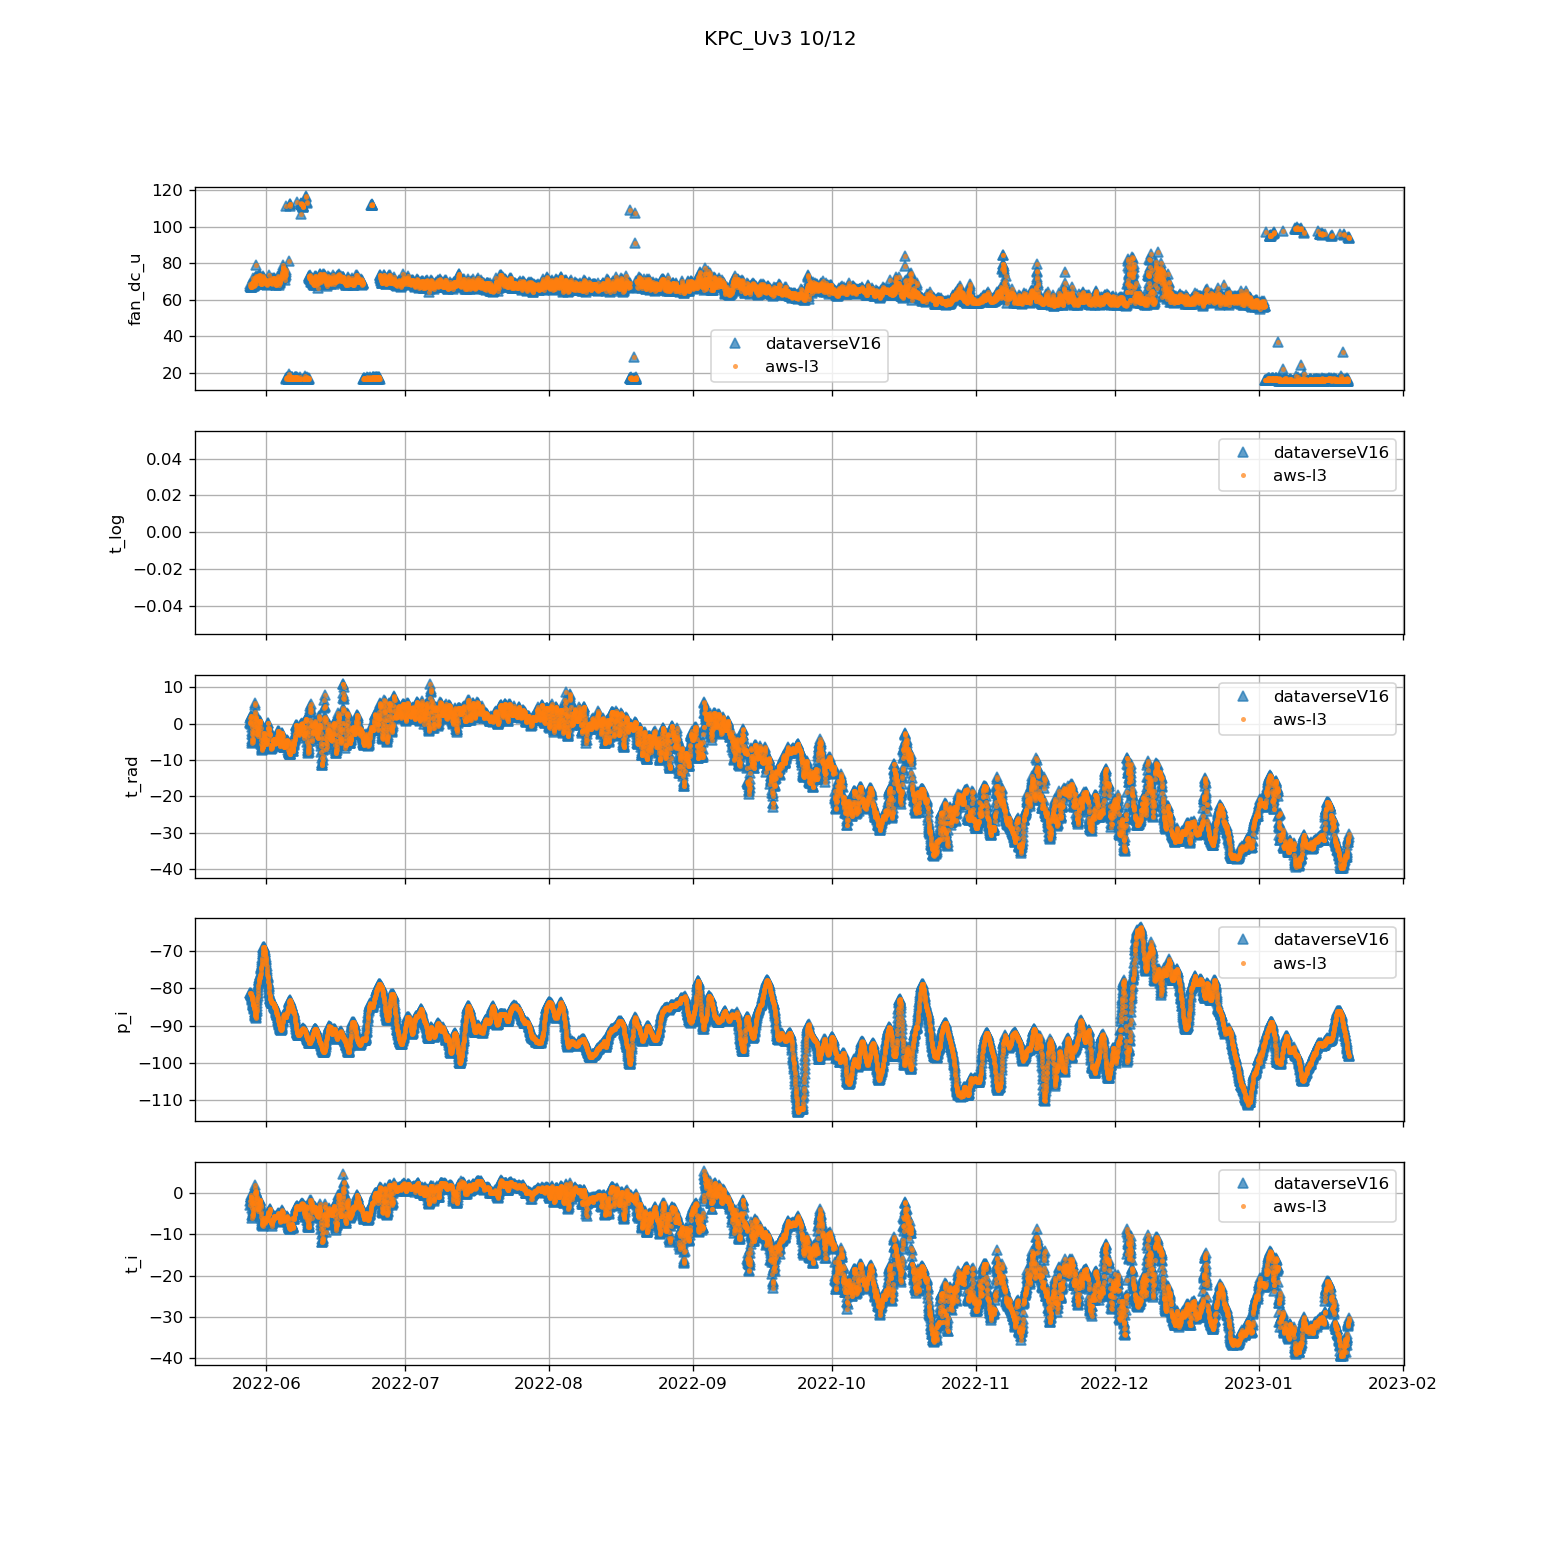 KPC_Uv3 10/12
120
100
80
60
40
20
fan_dc_u
dataverseV16
aws-l3
0.04
0.02
0.00
−0.02
−0.04
t_log
dataverseV16
aws-l3
10
0
−10
−20
−30
−40
t_rad
dataverseV16
aws-l3
−70
−80
−90
−100
−110
p_i
dataverseV16
aws-l3
0
−10
−20
−30
−40
t_i
dataverseV16
aws-l3
2022-06 2022-07 2022-08 2022-09 2022-10 2022-11 2022-12 2023-01 2023-02